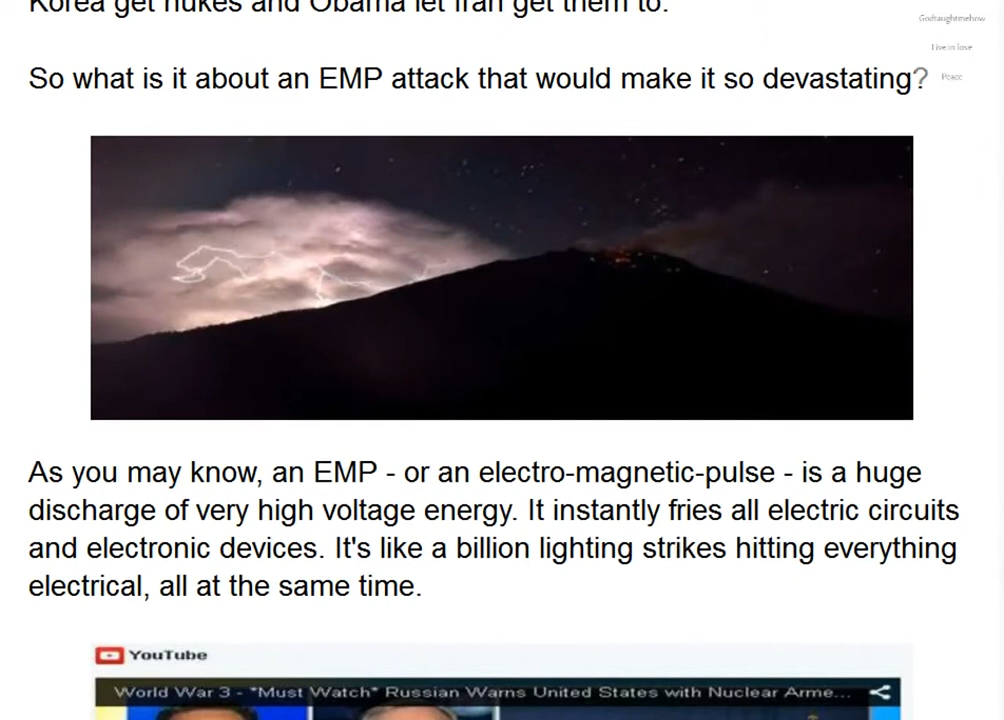 Korea get nukes and Obama let Iran get them to.
Godtaughtmehow
Live in love
So what is it about an EMP attack that would make it so devastating?
Peace
As you may know, an EMP - or an electro-magnetic-pulse - is a huge
discharge of very high voltage energy. It instantly fries all electric circuits
and electronic devices. It's like a billion lighting strikes hitting everything
electrical, all at the same time.
YouTube
World War 3 - *Must Watch* Russian Warns United States with Nuclear Arme...